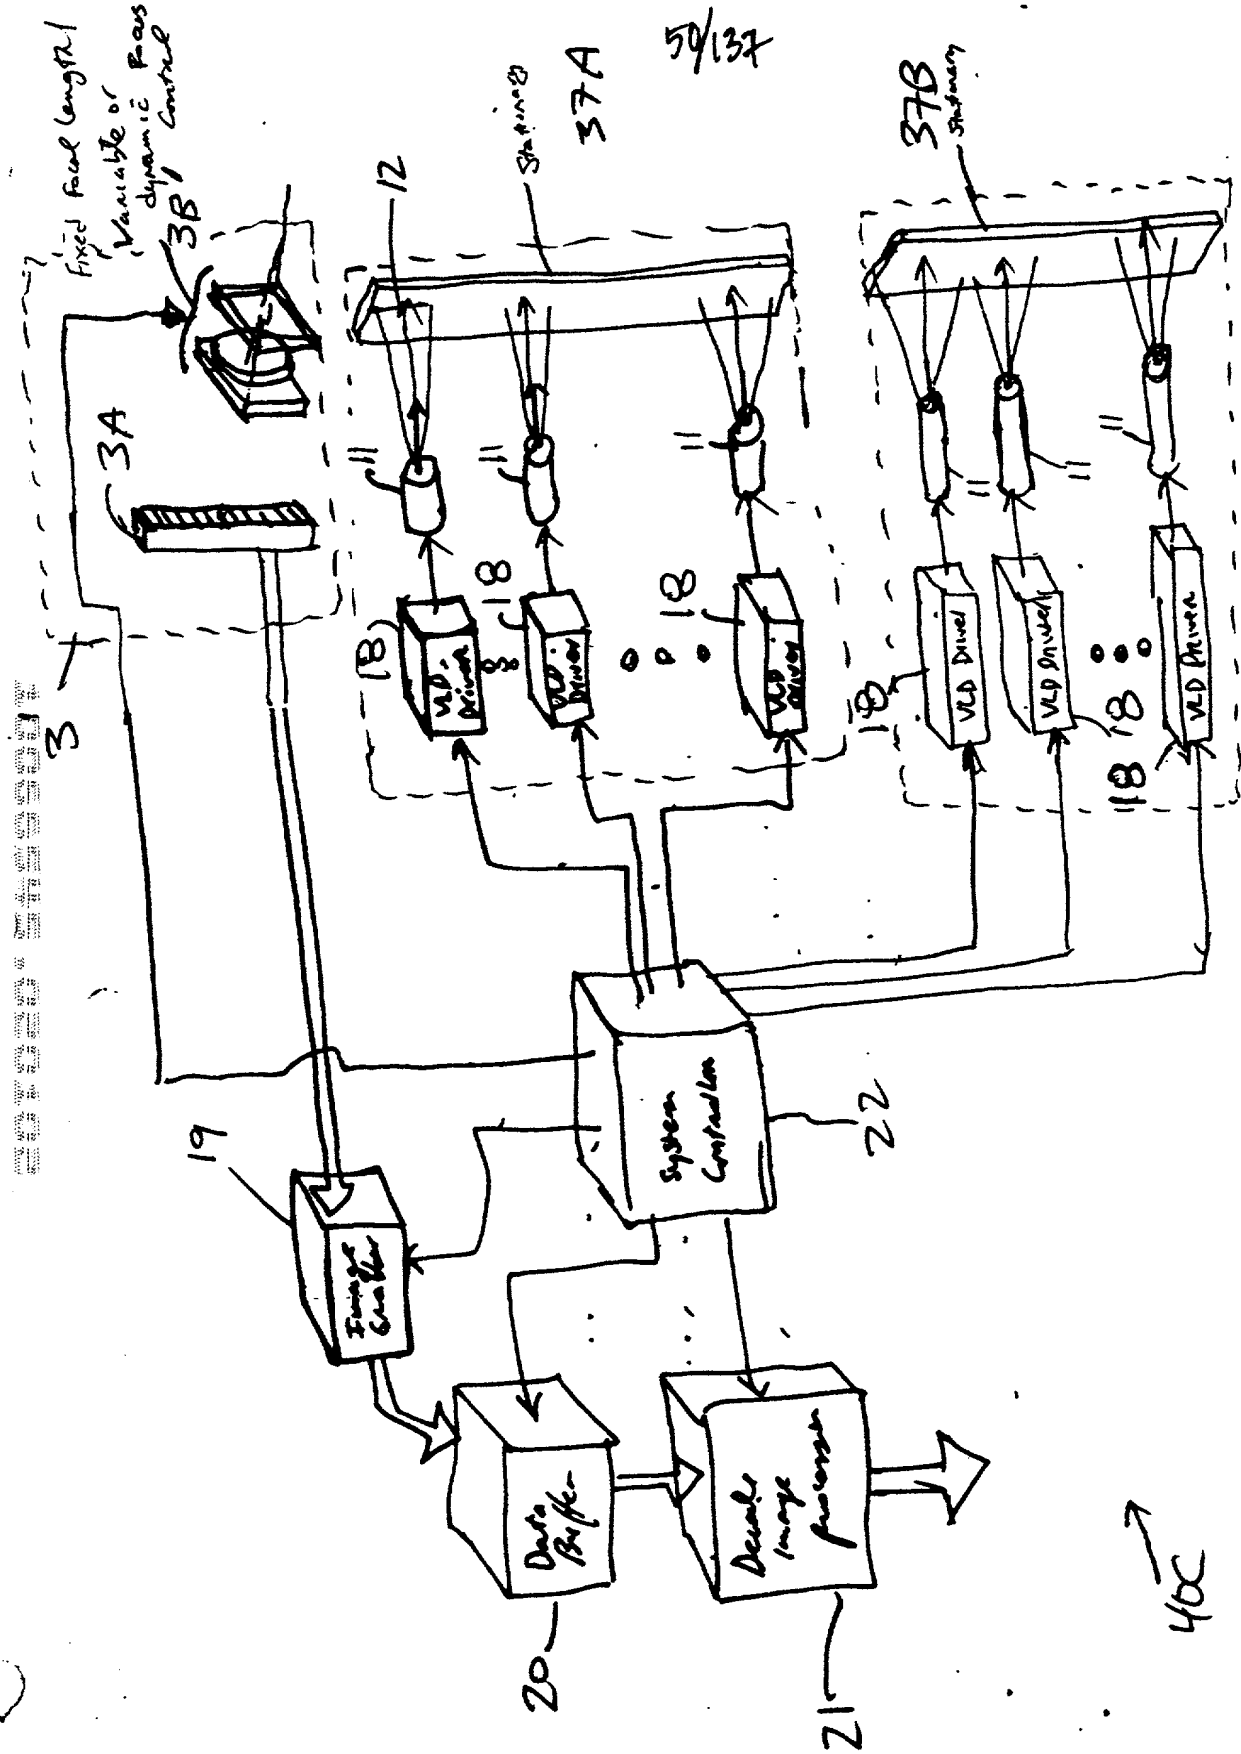 50/137
Fixed Focal Length/
Variable or
dynamic Focus
Control
3B'
3
3A
12
Stationary
37A
37B
Stationary
11
11
11
11
11
11
18
18
18
18
18
18
VLD
Driver
VLD
Driver
VLD
Driver
VLD Driver
VLD Driver
VLD Driver
19
Image
Grabber
System
Controller
22
Data
Buffer
20
Decode
image
processor
21
40C